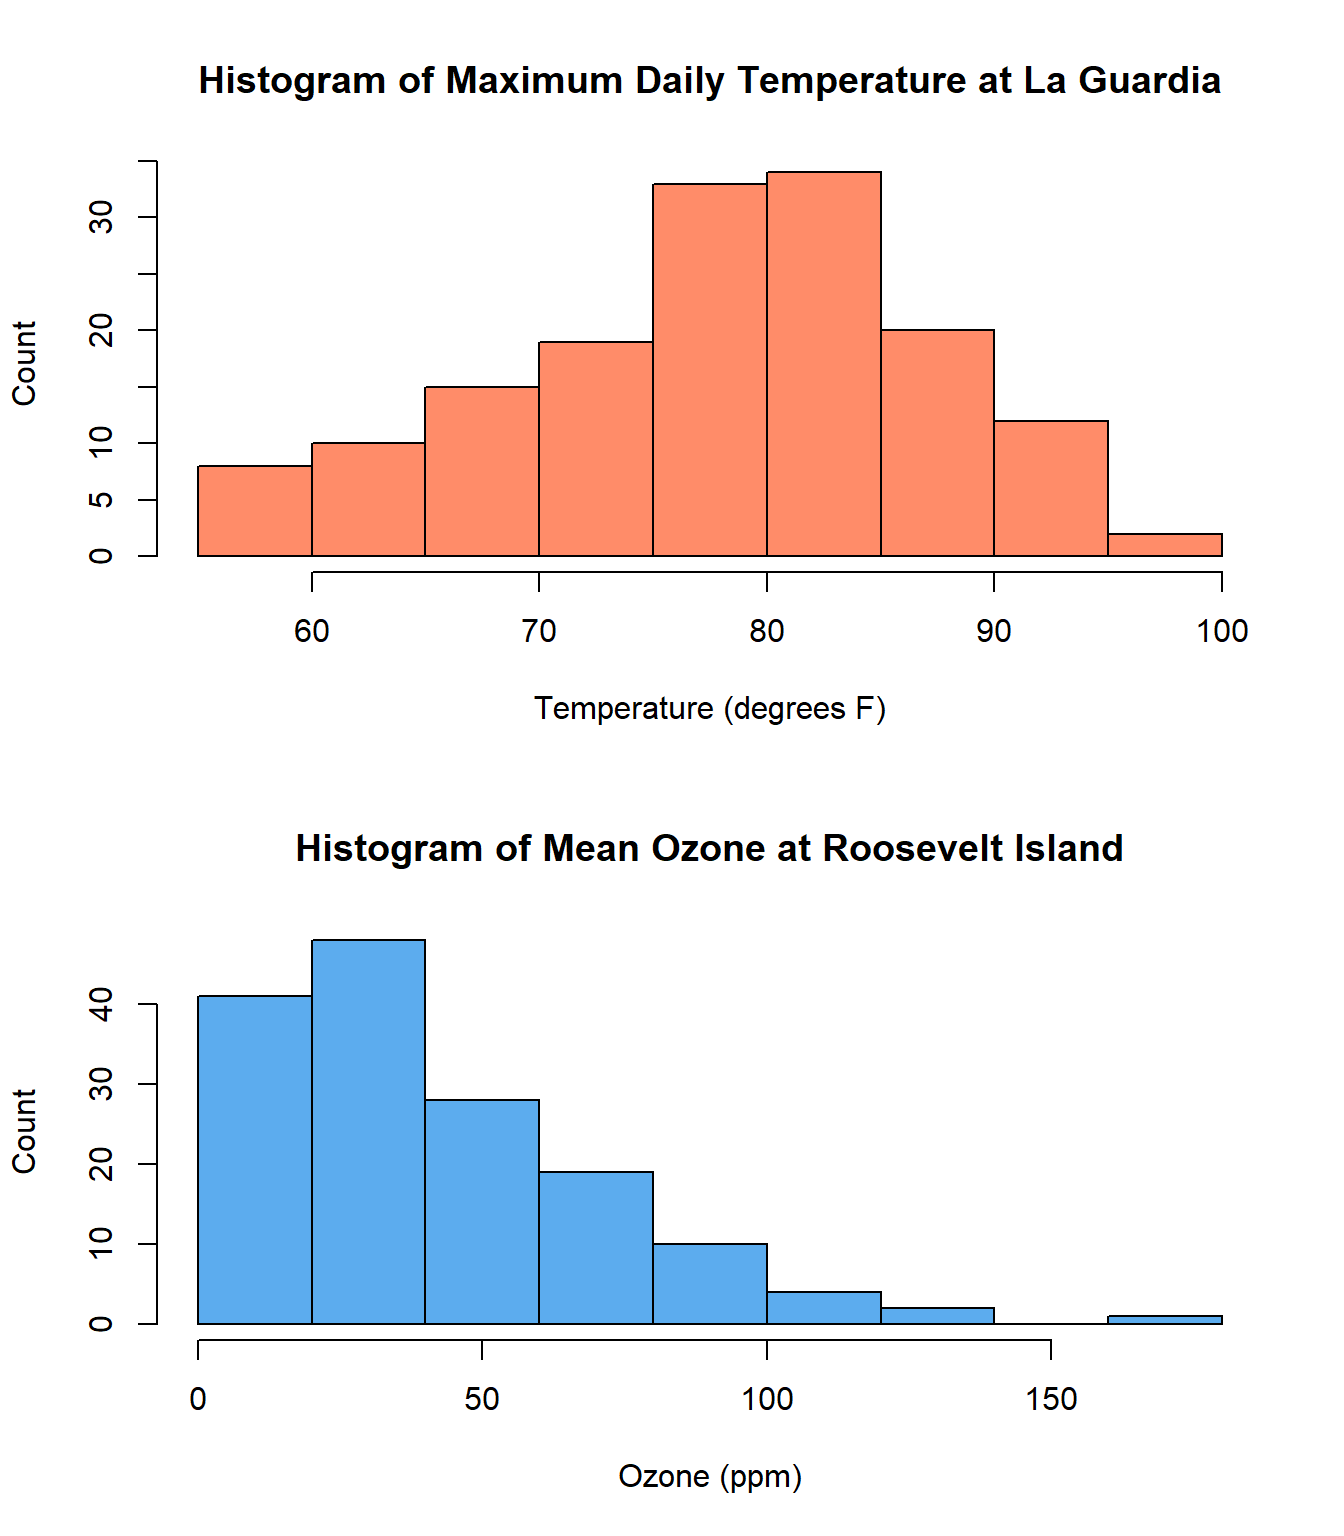 Histogram of Maximum Daily Temperature at La Guardia
Count
30
20
10
5
0
60 70 80 90 100
Temperature (degrees F)
Histogram of Mean Ozone at Roosevelt Island
Count
40
30
20
10
0
0 50 100 150
Ozone (ppm)